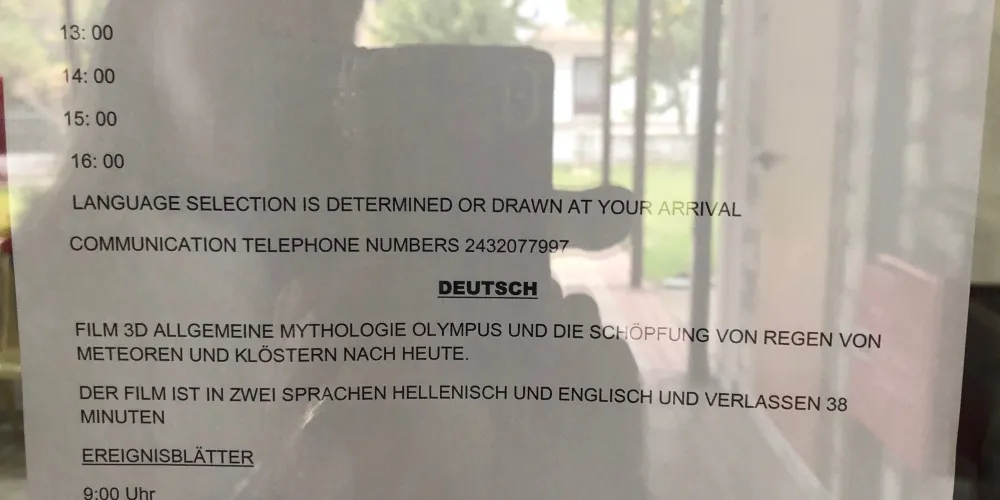 13: 00
14: 00
15: 00
16: 00
LANGUAGE SELECTION IS DETERMINED OR DRAWN AT YOUR ARRIVAL
COMMUNICATION TELEPHONE NUMBERS 2432077997
DEUTSCH
FILM 3D ALLGEMEINE MYTHOLOGIE OLYMPUS UND DIE SCHÖPFUNG VON REGEN VON
METEOREN UND KLÖSTERN NACH HEUTE.
DER FILM IST IN ZWEI SPRACHEN HELLENISCH UND ENGLISCH UND VERLASSEN 38
MINUTEN
EREIGNISBLÄTTER
9:00 Uhr